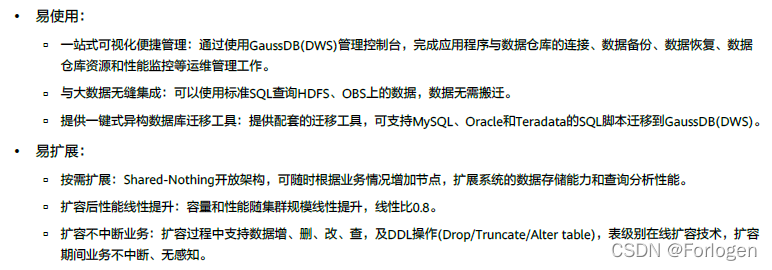 • 易使用：
▫ 一站式可视化便捷管理：通过使用GaussDB(DWS)管理控制台，完成应用程序与数据仓库的连接、数据备份、数据恢复、数据
仓库资源和性能监控等运维管理工作。
▫ 与大数据无缝集成：可以使用标准SQL查询HDFS、OBS上的数据，数据无需搬迁。
▫ 提供一键式异构数据库迁移工具：提供配套的迁移工具，可支持MySQL、Oracle和Teradata的SQL脚本迁移到GaussDB(DWS)。
• 易扩展：
▫ 按需扩展：Shared-Nothing开放架构，可随时根据业务情况增加节点，扩展系统的数据存储能力和查询分析性能。
▫ 扩容后性能线性提升：容量和性能随集群规模线性提升，线性比0.8。
▫ 扩容不中断业务：扩容过程中支持数据增、删、改、查，及DDL操作(Drop/Truncate/Alter table)，表级别在线扩容技术，扩容
期间业务不中断、无感知。
CSDN @Forlogen